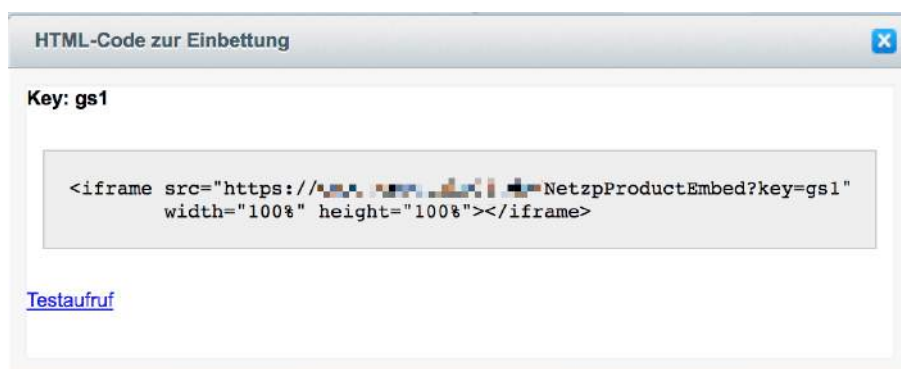 HTML-Code zur Einbettung
Key: gs1
<iframe src="https://NetzpProductEmbed?key=gs1"
width="100%" height="100%"></iframe>
Testaufruf